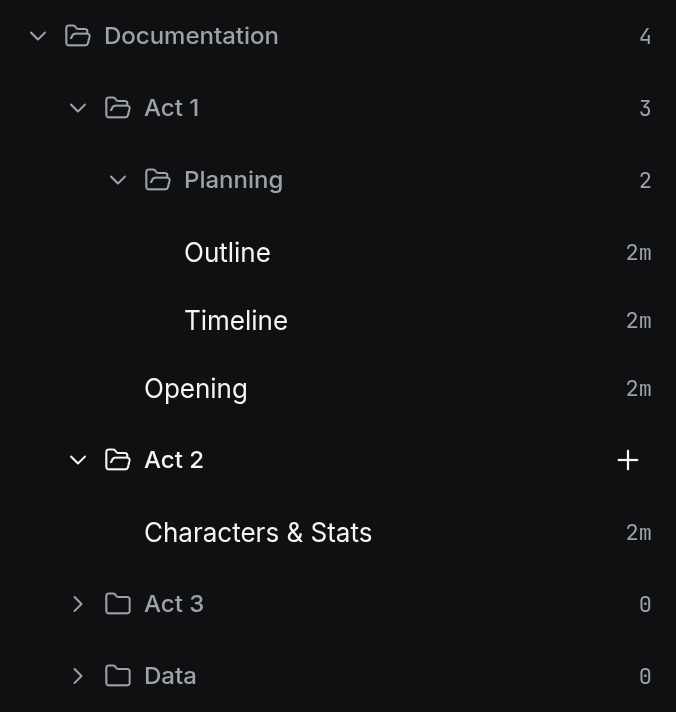 Documentation 4
Act 1 3
Planning 2
Outline 2m
Timeline 2m
Opening 2m
Act 2
Characters & Stats 2m
Act 3 0
Data 0